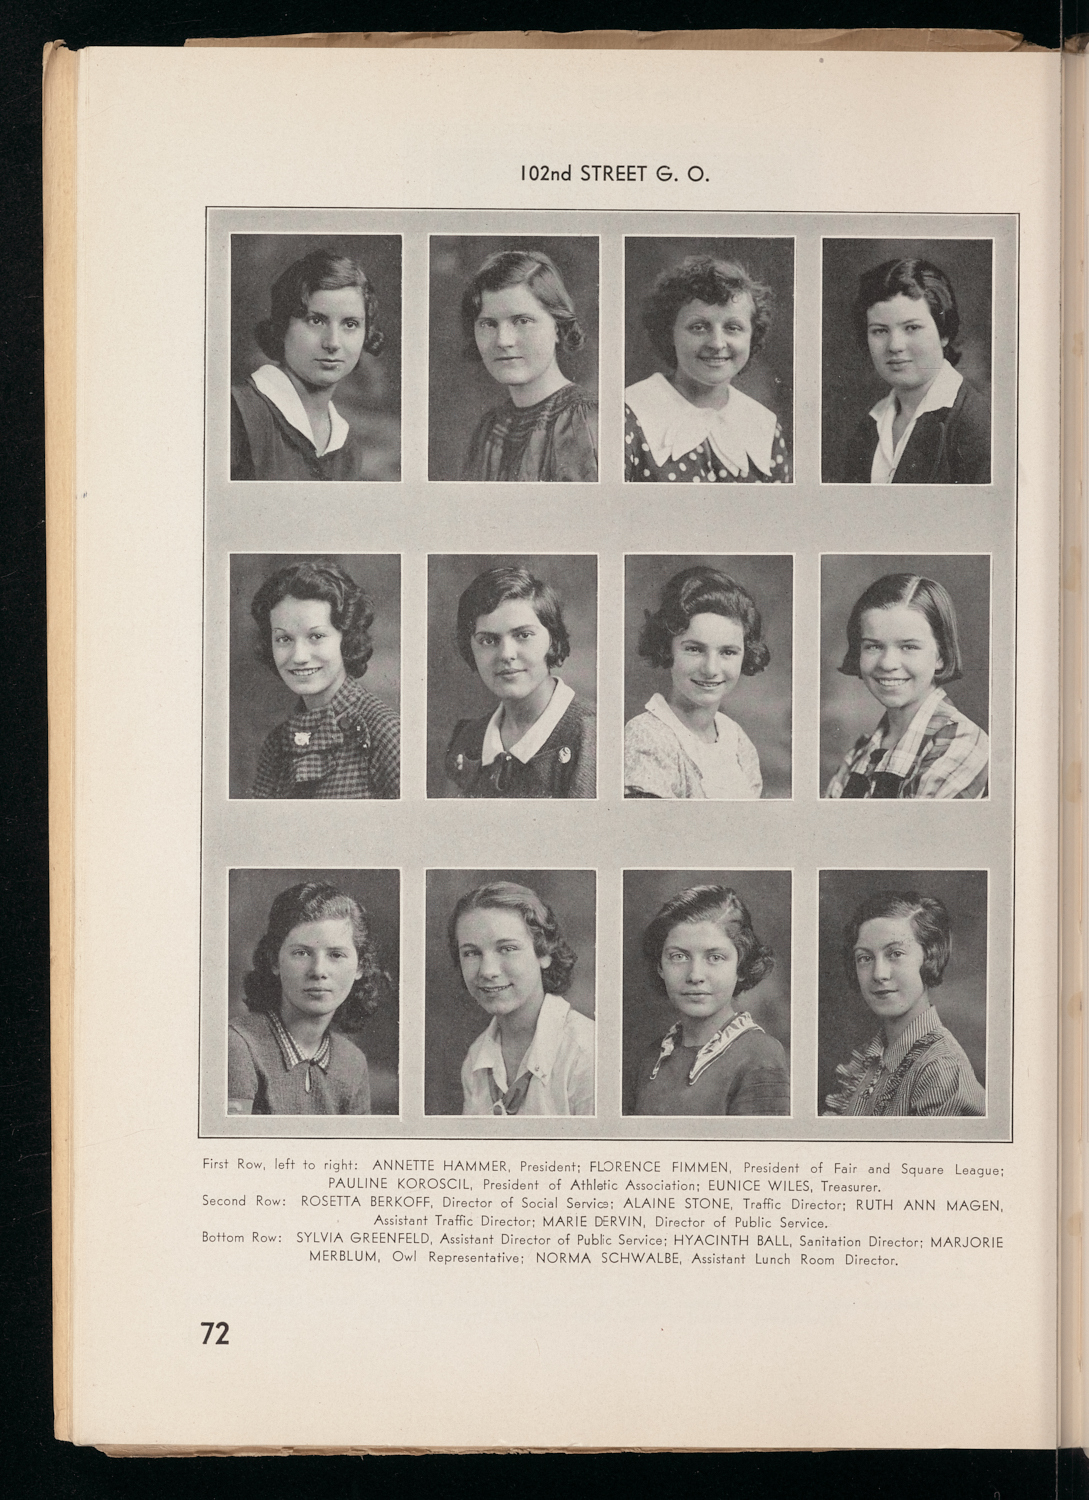 102nd STREET G. O.
First Row, left to right: ANNETTE HAMMER, President; FLORENCE FIMMEN, President of Fair and Square League;
PAULINE KOROSCIL, President of Athletic Association; EUNICE WILES, Treasurer.
Second Row: ROSETTA BERKOFF, Director of Social Service; ALAINE STONE, Traffic Director; RUTH ANN MAGEN,
Assistant Traffic Director; MARIE DERVIN, Director of Public Service.
Bottom Row: SYLVIA GREENFELD, Assistant Director of Public Service; HYACINTH BALL, Sanitation Director; MARJORIE
MERBLUM, Owl Representative; NORMA SCHWALBE, Assistant Lunch Room Director.
72